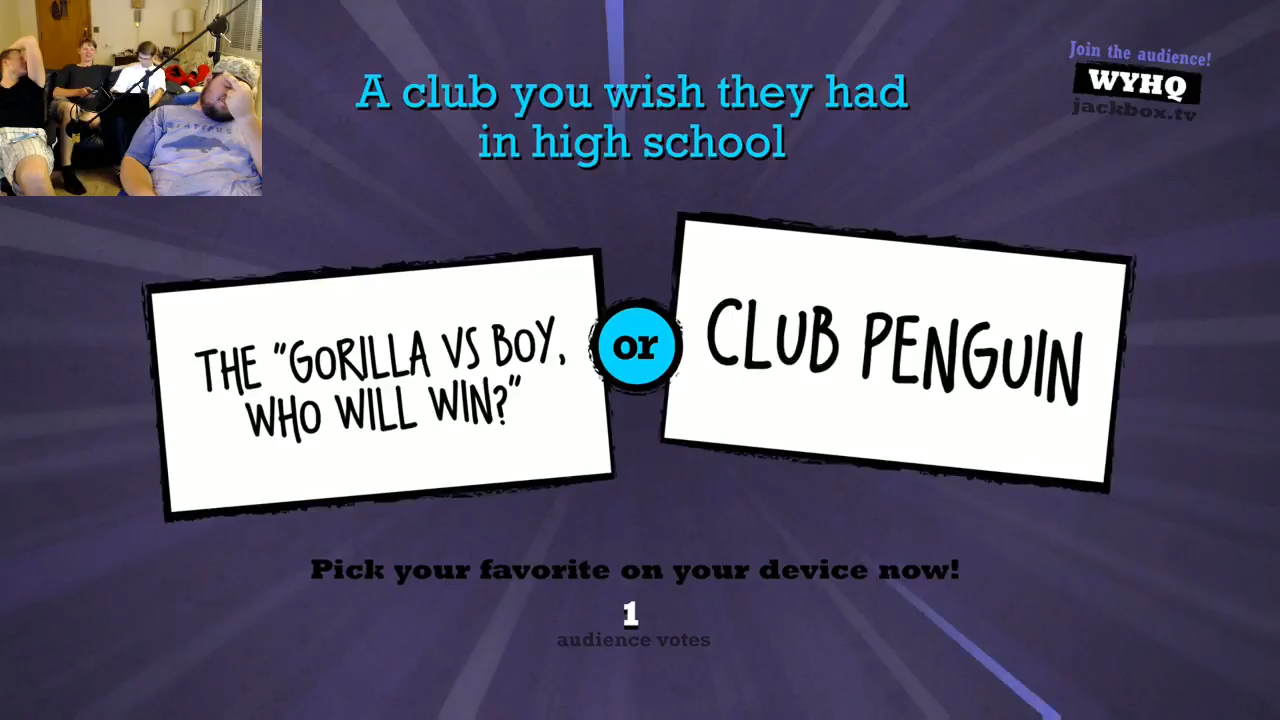 Join the audience!
WYHQ
jackbox.tv
A club you wish they had
in high school
THE "GORILLA VS BOY,
WHO WILL WIN?"
or
CLUB PENGUIN
Pick your favorite on your device now!
1
audience votes